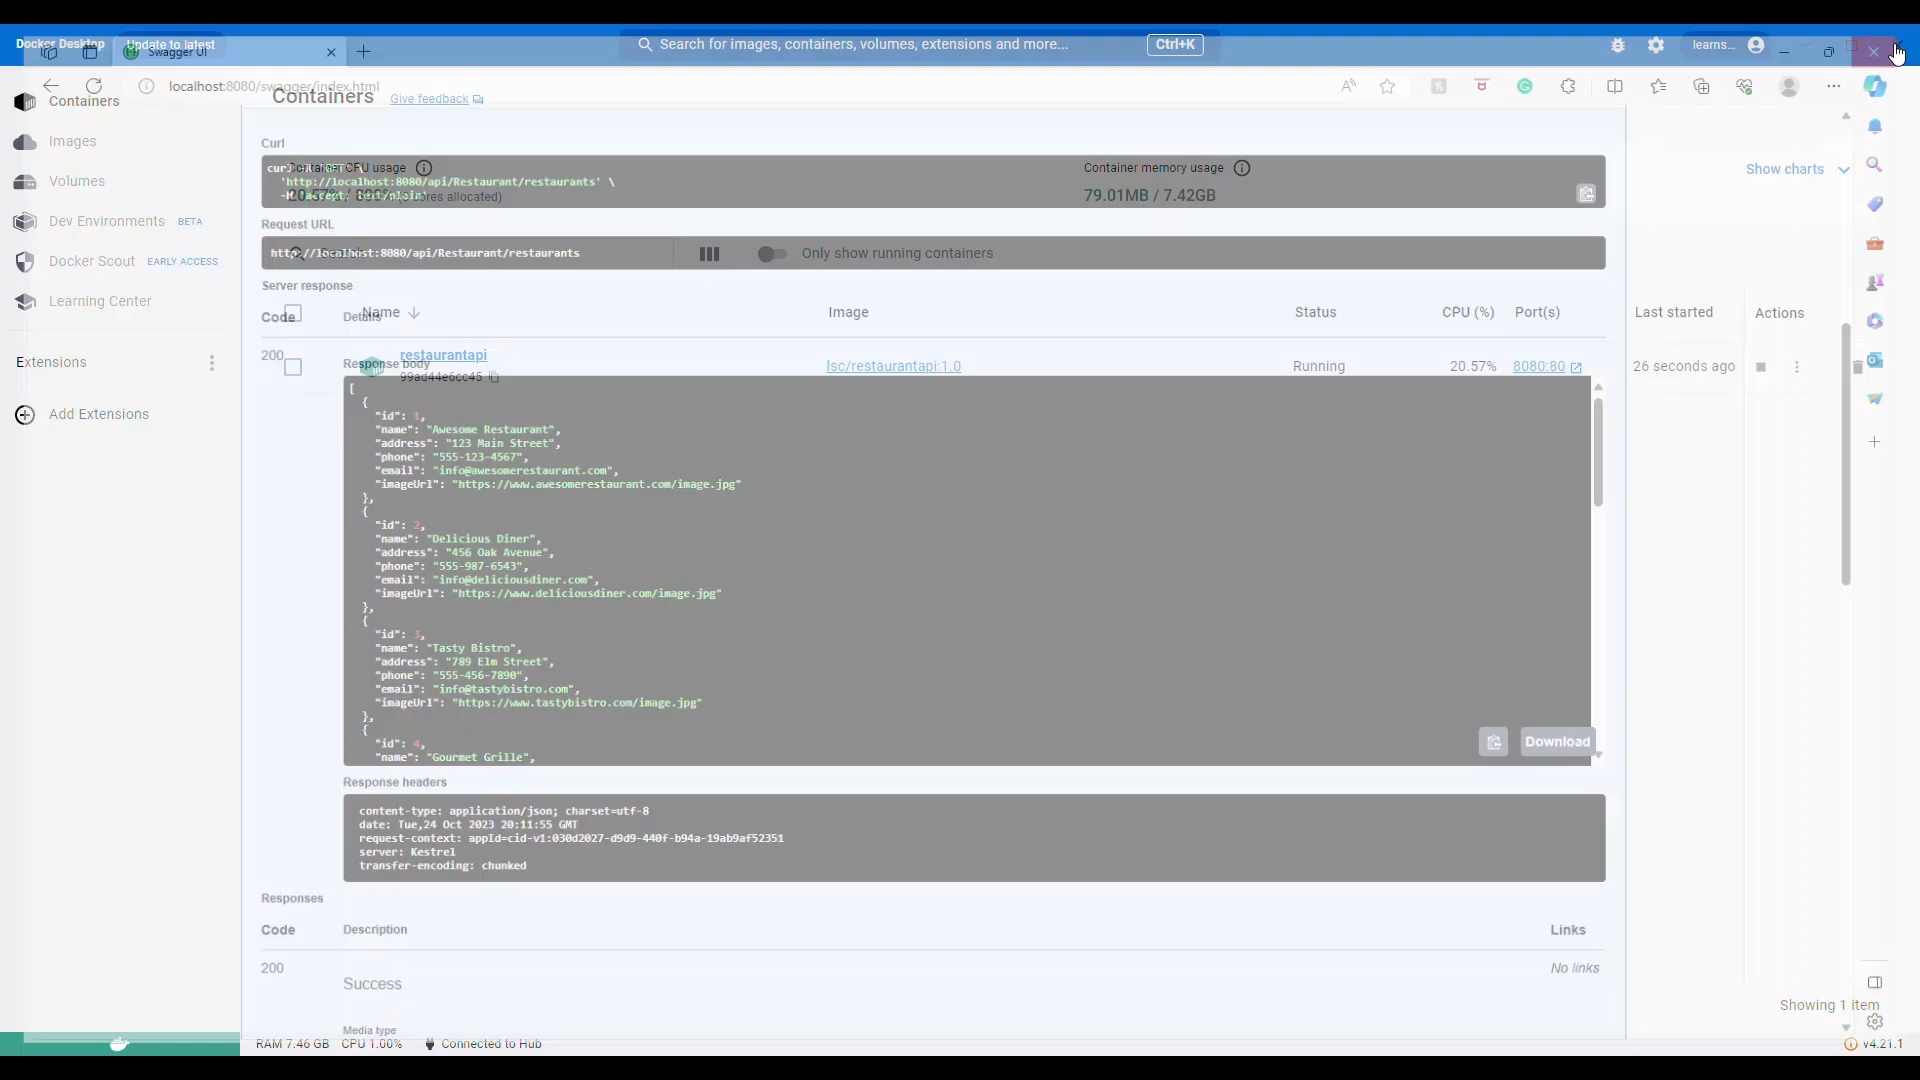 Docker Desktop
Update to latest
Swagger UI
Search for images, containers, volumes, extensions and more...
Ctrl+K
learns...
localhost:8080/swagger/index.html
Containers
Images
Volumes
Dev Environments BETA
Docker Scout EARLY ACCESS
Learning Center
Extensions
Add Extensions
Containers
Give feedback
Curl
Container CPU usage
Container memory usage
Show charts
'http://localhost:8080/api/Restaurant/restaurants' \
79.01MB / 7.42GB
Request URL
http://localhost:8080/api/Restaurant/restaurants
Only show running containers
Server response
Code
Details
Name
Image
Status
CPU (%)
Port(s)
Last started
Actions
200
restaurantapi
99ad44e6cc45
lsc/restaurantapi:1.0
Running
20.57%
8080:80
26 seconds ago
Response body
[
{
"id": 1,
"name": "Awesome Restaurant",
"address": "123 Main Street",
"phone": "555-123-4567",
"email": "info@awesomerestaurant.com",
"imageUrl": "https://www.awesomerestaurant.com/image.jpg"
},
{
"id": 2,
"name": "Delicious Diner",
"address": "456 Oak Avenue",
"phone": "555-987-6543",
"email": "info@deliciousdiner.com",
"imageUrl": "https://www.deliciousdiner.com/image.jpg"
},
{
"id": 3,
"name": "Tasty Bistro",
"address": "789 Elm Street",
"phone": "555-456-7890",
"email": "info@tastybistro.com",
"imageUrl": "https://www.tastybistro.com/image.jpg"
},
{
"id": 4,
"name": "Gourmet Grille",
Download
Response headers
content-type: application/json; charset=utf-8
date: Tue,24 Oct 2023 20:11:55 GMT
request-context: appId=cid-v1:030d2027-d9d9-440f-b94a-19ab9af52351
server: Kestrel
transfer-encoding: chunked
Responses
Code
Description
Links
200
Success
No links
Media type
Showing 1 item
RAM 7.46 GB CPU 1.00%
Connected to Hub
v4.21.1